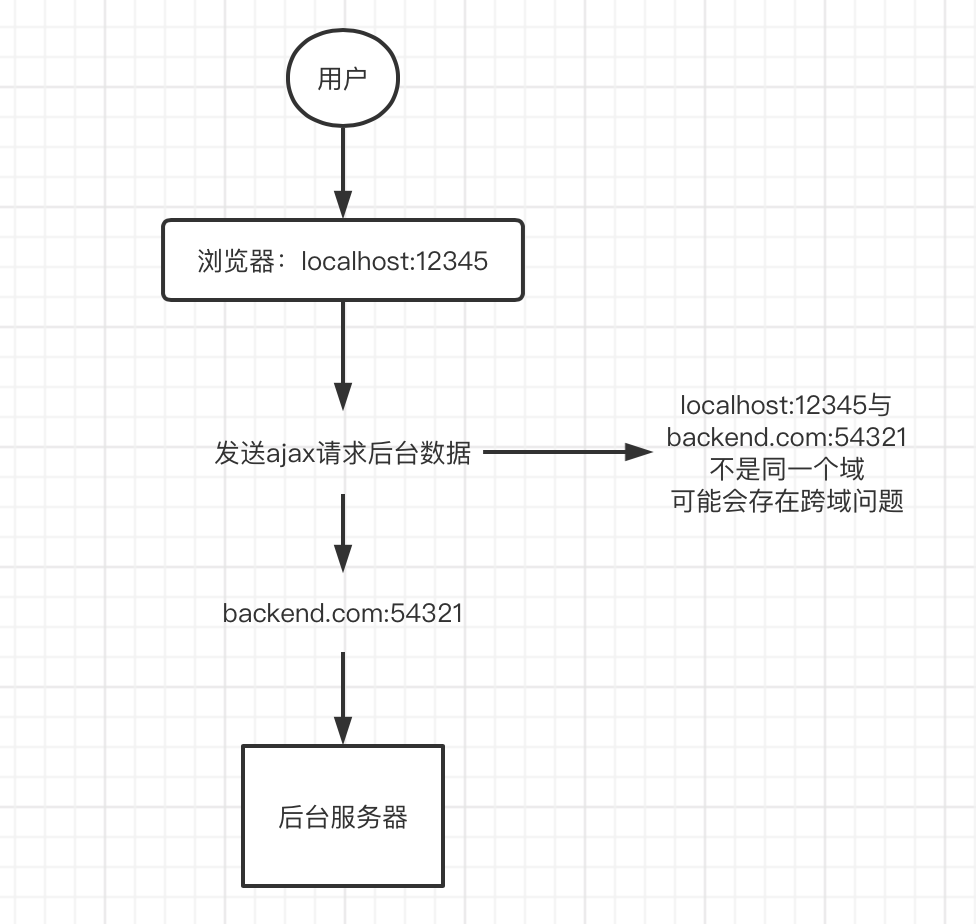 用户
浏览器：localhost:12345
发送ajax请求后台数据
localhost:12345与
backend.com:54321
不是同一个域
可能会存在跨域问题
backend.com:54321
后台服务器